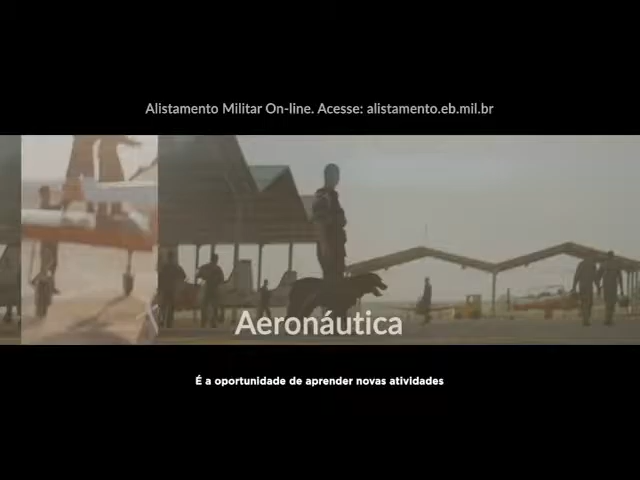 Alistamento Militar On-line. Acesse: alistamento.eb.mil.br
Aeronáutica
É a oportunidade de aprender novas atividades